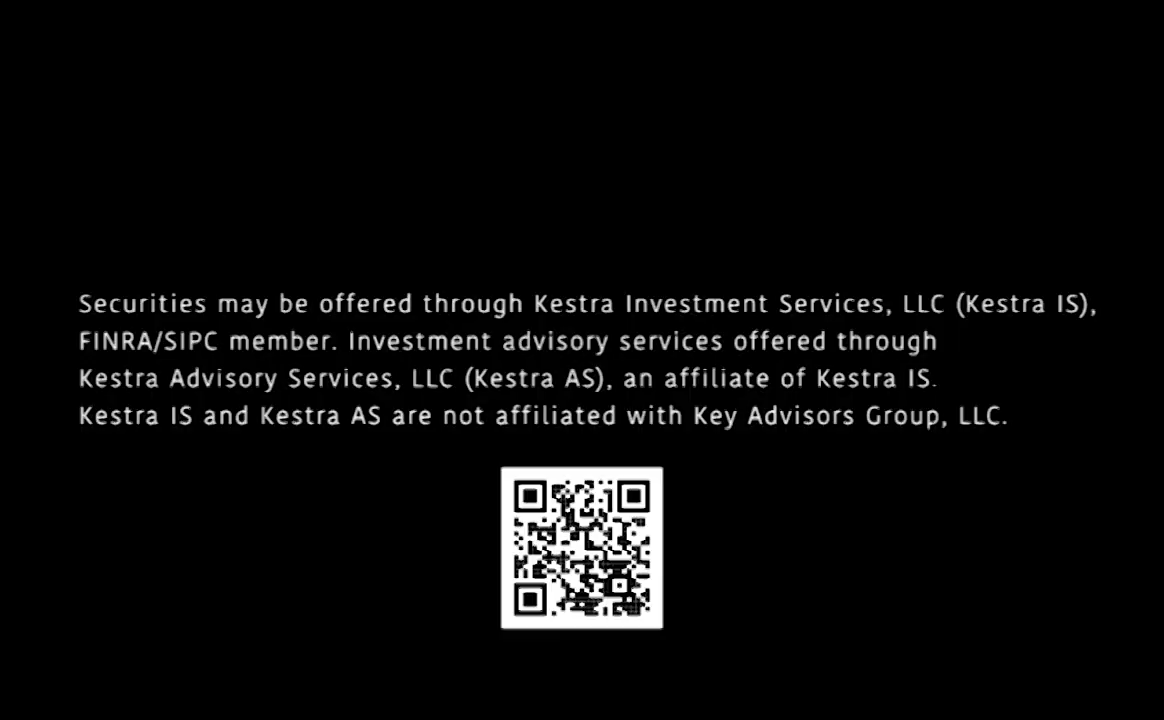 Securities may be offered through Kestra Investment Services, LLC (Kestra IS),
FINRA/SIPC member. Investment advisory services offered through
Kestra Advisory Services, LLC (Kestra AS), an affiliate of Kestra IS.
Kestra IS and Kestra AS are not affiliated with Key Advisors Group, LLC.